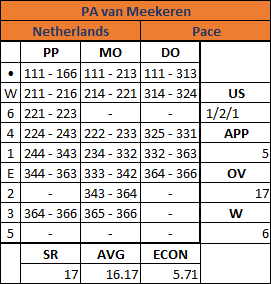 PA van Meekeren
Netherlands Pace
PP MO DO
• 111 - 166 111 - 213 111 - 313
W 211 - 216 214 - 221 314 - 324 US
6 221 - 223 - - 1/2/1
4 224 - 243 222 - 233 325 - 331 APP
1 244 - 343 234 - 332 332 - 363 5
E 344 - 363 333 - 342 364 - 366 OV
2 - 343 - 364 - 17
3 364 - 366 365 - 366 - W
5 - - - 6
SR AVG ECON
17 16.17 5.71